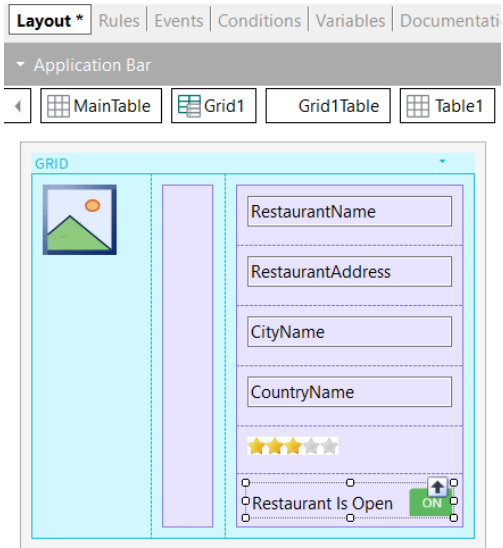 Layout * Rules Events Conditions Variables Documentati
Application Bar
MainTable Grid1 Grid1Table Table1
GRID
RestaurantName
RestaurantAddress
CityName
CountryName
Restaurant Is Open ON